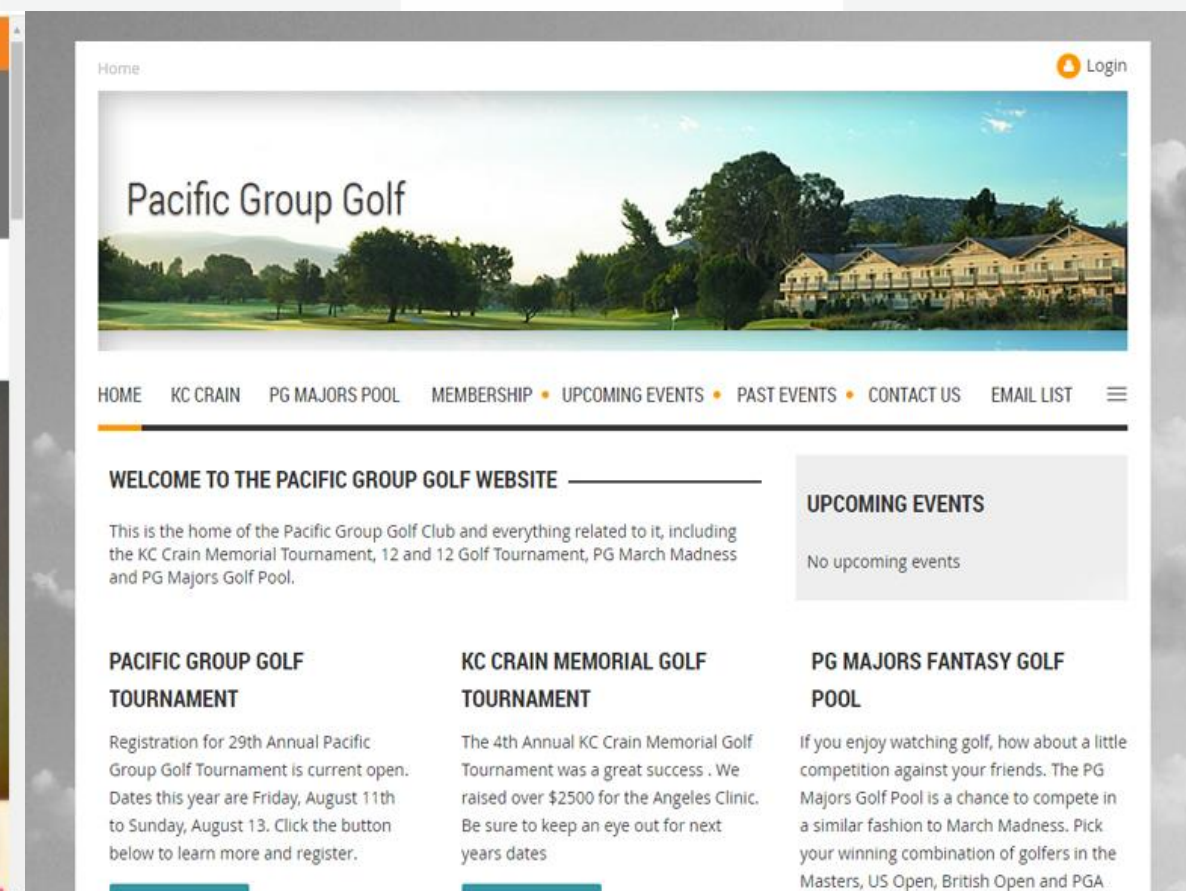 Home
Login
Pacific Group Golf
HOME KC CRAIN PG MAJORS POOL MEMBERSHIP • UPCOMING EVENTS • PAST EVENTS • CONTACT US EMAIL LIST
WELCOME TO THE PACIFIC GROUP GOLF WEBSITE
This is the home of the Pacific Group Golf Club and everything related to it, including
the KC Crain Memorial Tournament, 12 and 12 Golf Tournament, PG March Madness
and PG Majors Golf Pool.
UPCOMING EVENTS
No upcoming events
PACIFIC GROUP GOLF
TOURNAMENT
Registration for 29th Annual Pacific
Group Golf Tournament is current open.
Dates this year are Friday, August 11th
to Sunday, August 13. Click the button
below to learn more and register.
KC CRAIN MEMORIAL GOLF
TOURNAMENT
The 4th Annual KC Crain Memorial Golf
Tournament was a great success . We
raised over $2500 for the Angeles Clinic.
Be sure to keep an eye out for next
years dates
PG MAJORS FANTASY GOLF
POOL
If you enjoy watching golf, how about a little
competition against your friends. The PG
Majors Golf Pool is a chance to compete in
a similar fashion to March Madness. Pick
your winning combination of golfers in the
Masters, US Open, British Open and PGA